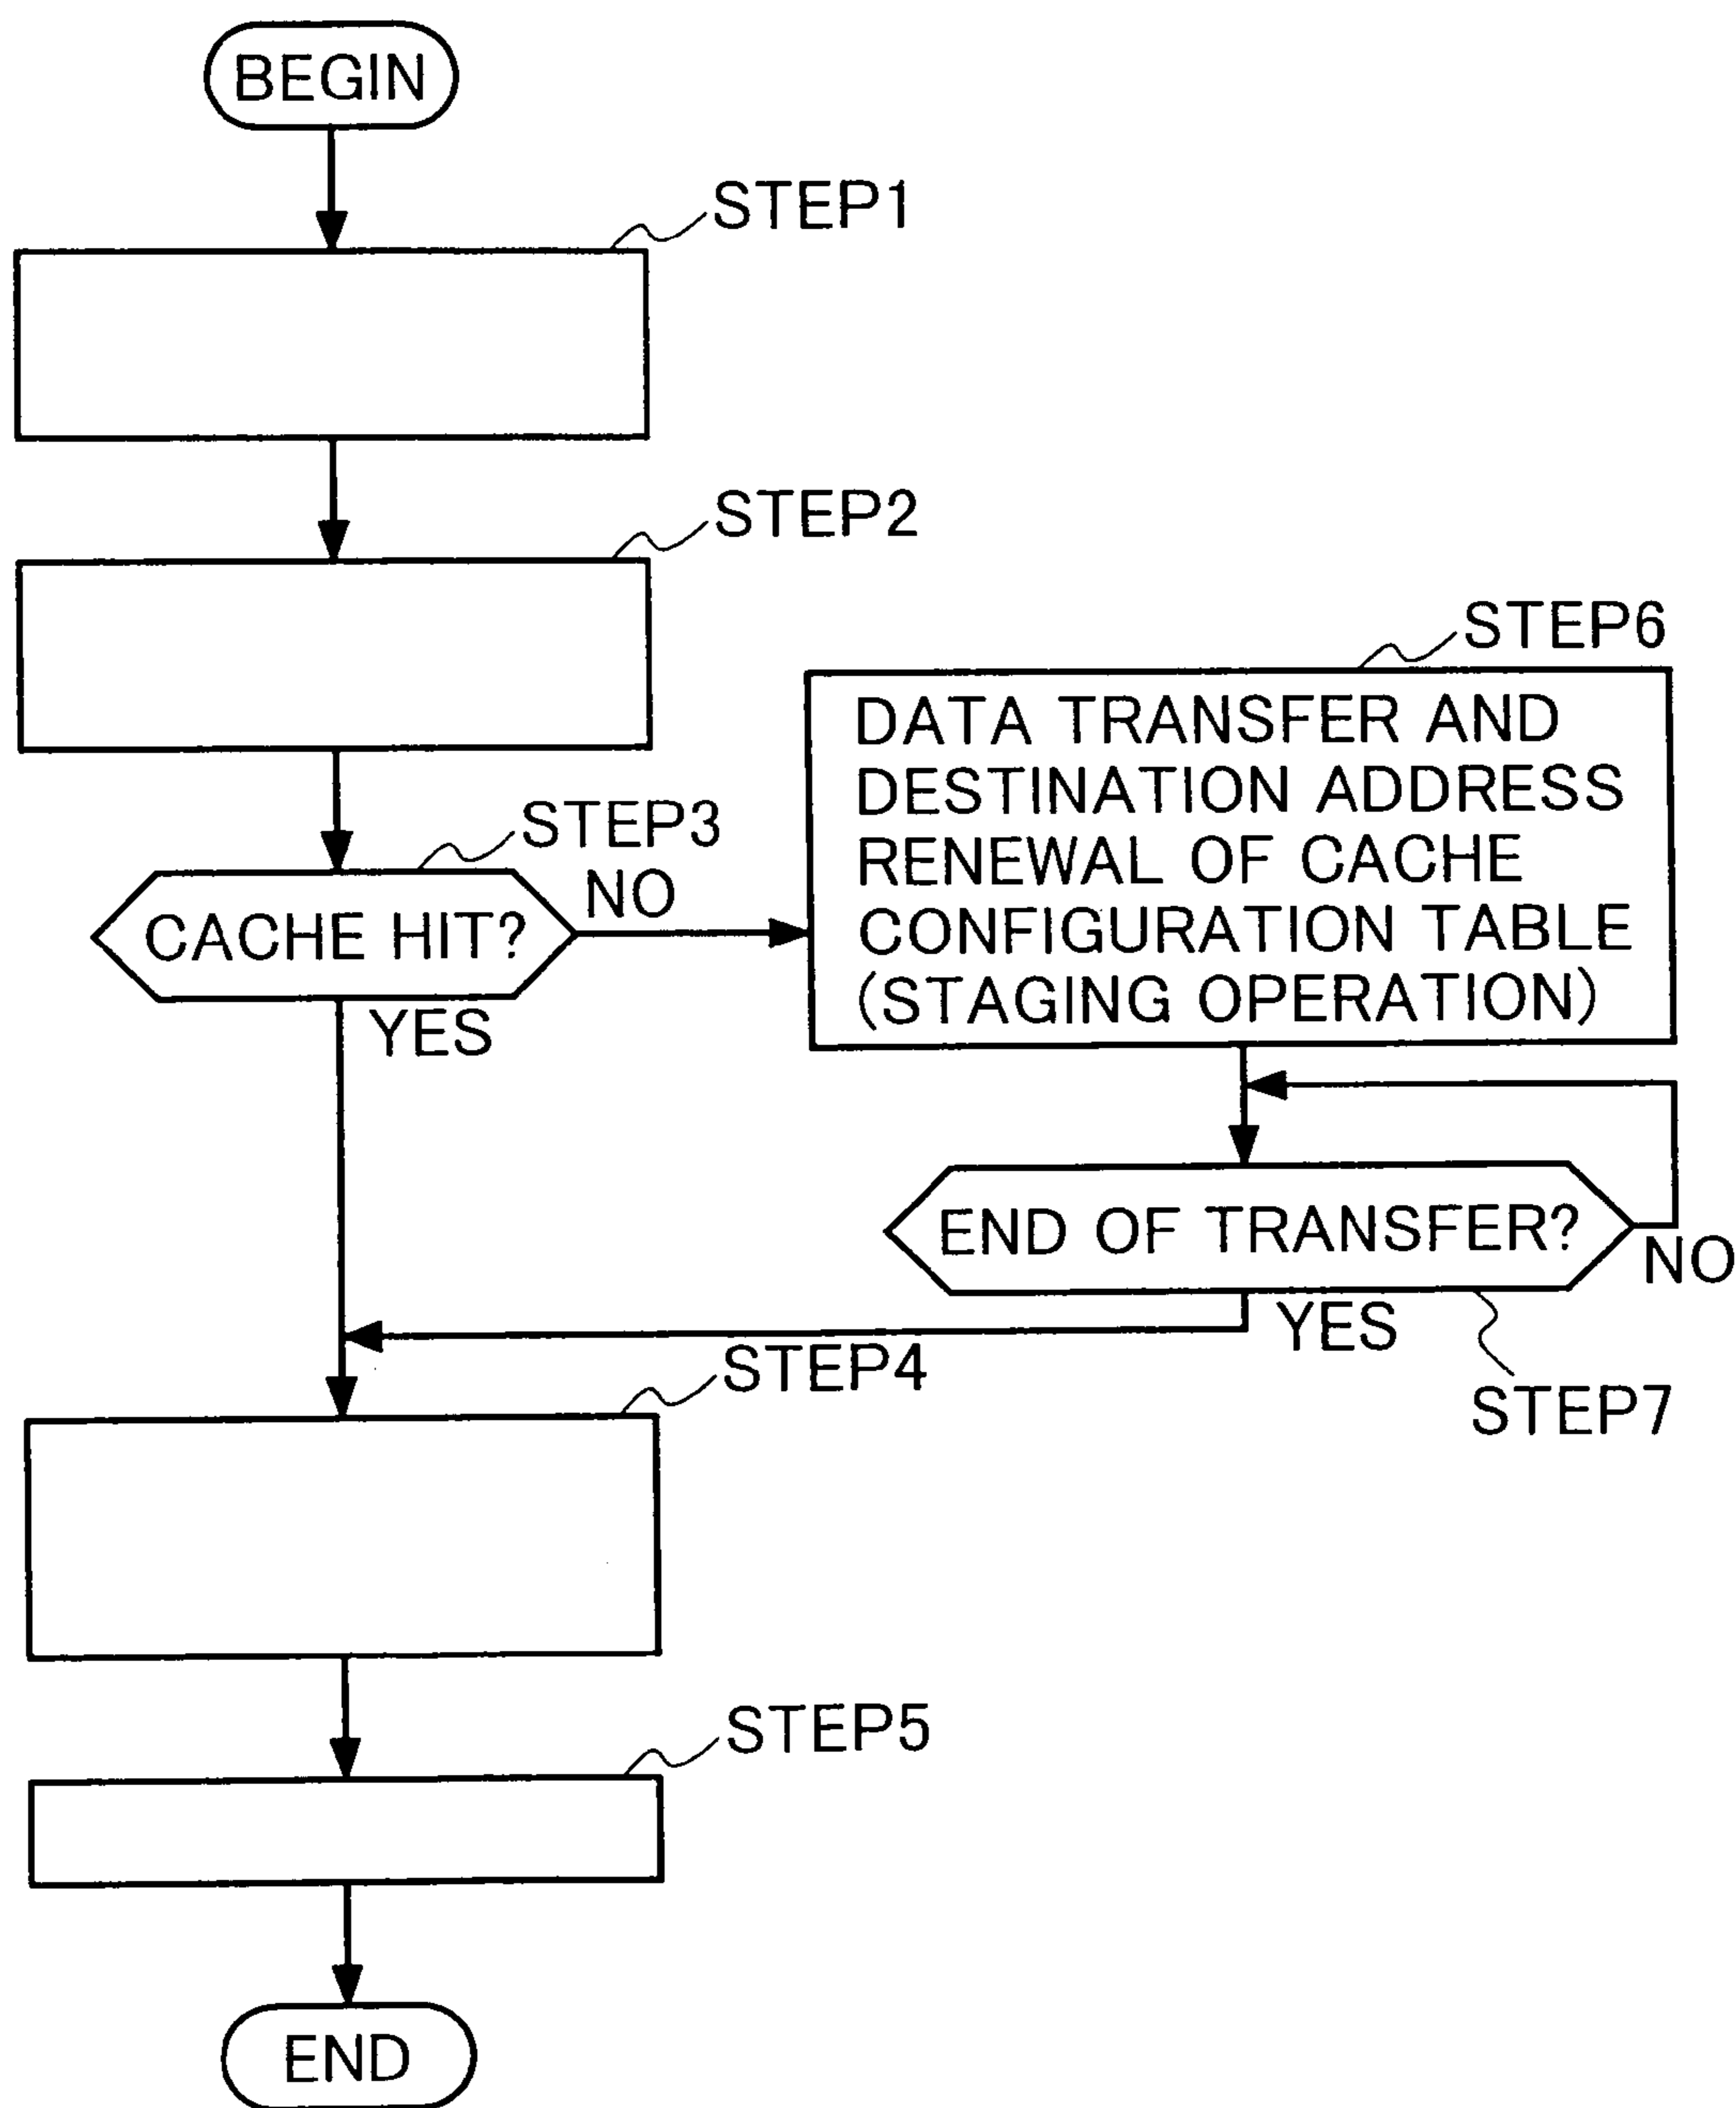 BEGIN
STEP1
STEP2
STEP3
CACHE HIT?
NO
YES
STEP6
DATA TRANSFER AND
DESTINATION ADDRESS
RENEWAL OF CACHE
CONFIGURATION TABLE
(STAGING OPERATION)
END OF TRANSFER?
NO
YES
STEP7
STEP4
STEP5
END